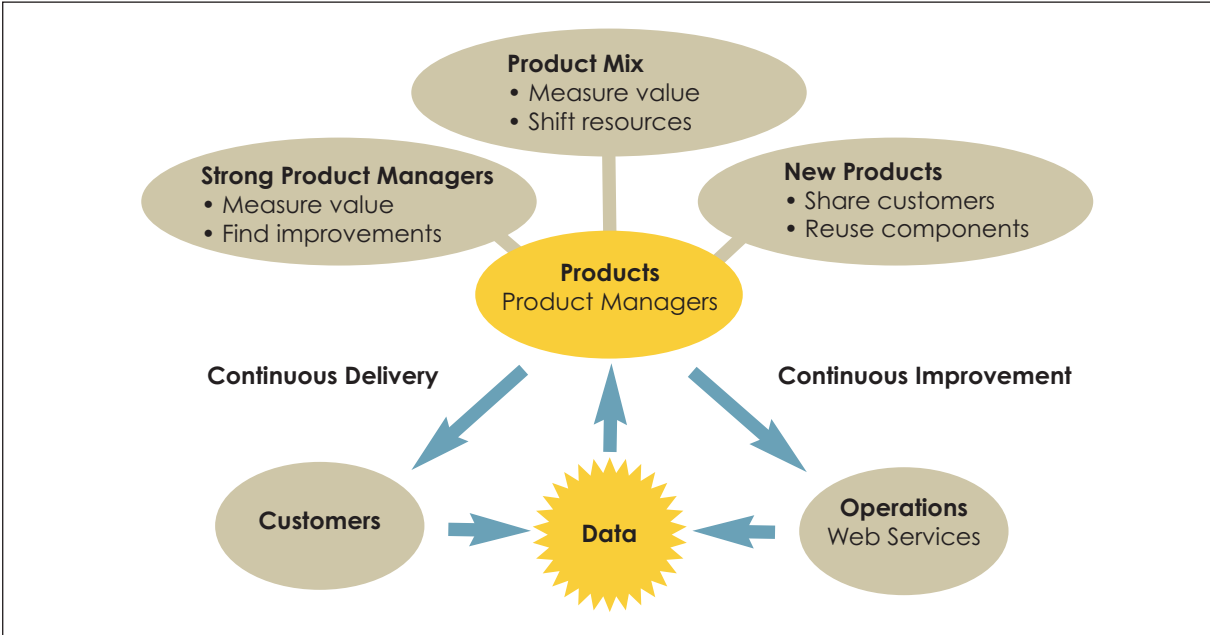 Product Mix
• Measure value
• Shift resources
Strong Product Managers
• Measure value
• Find improvements
New Products
• Share customers
• Reuse components
Products
Product Managers
Continuous Delivery
Continuous Improvement
Customers
Data
Operations
Web Services